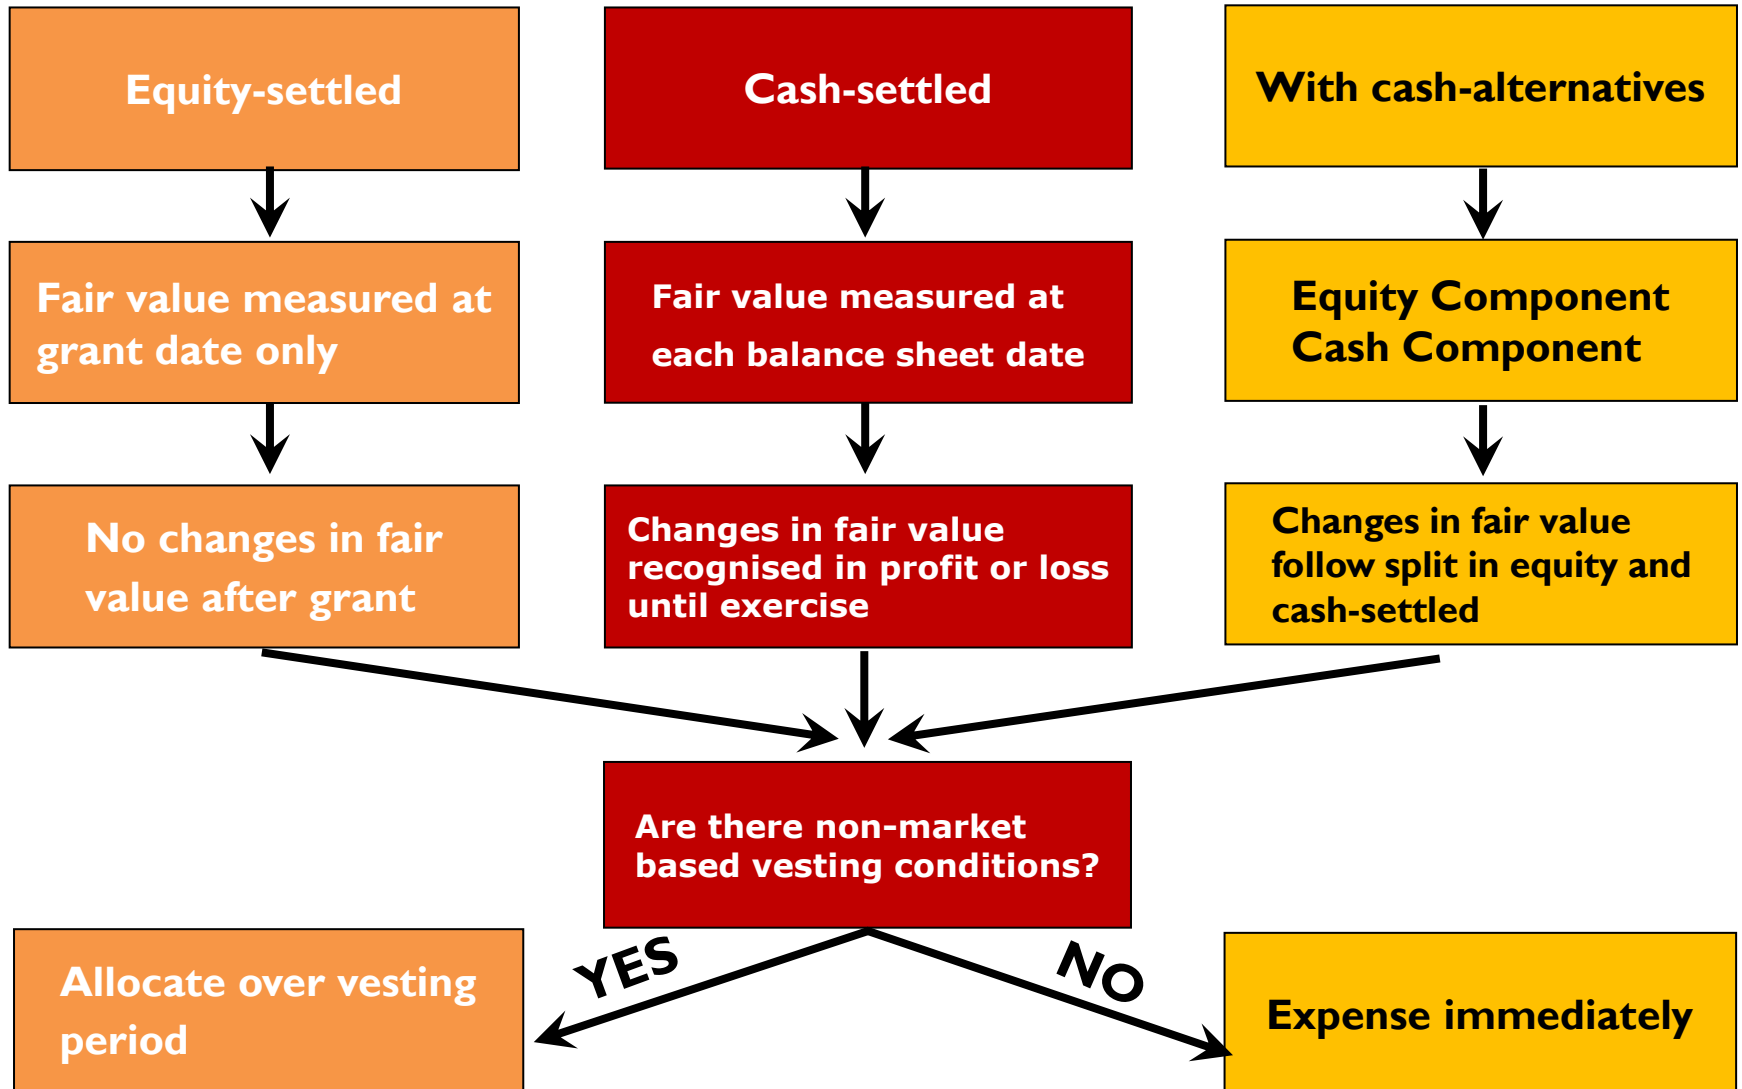 Equity-settled
Cash-settled
With cash-alternatives
Fair value measured at
grant date only
Fair value measured at
each balance sheet date
Equity Component
Cash Component
No changes in fair
value after grant
Changes in fair value
recognised in profit or loss
until exercise
Changes in fair value
follow split in equity and
cash-settled
Are there non-market
based vesting conditions?
YES
NO
Allocate over vesting
period
Expense immediately